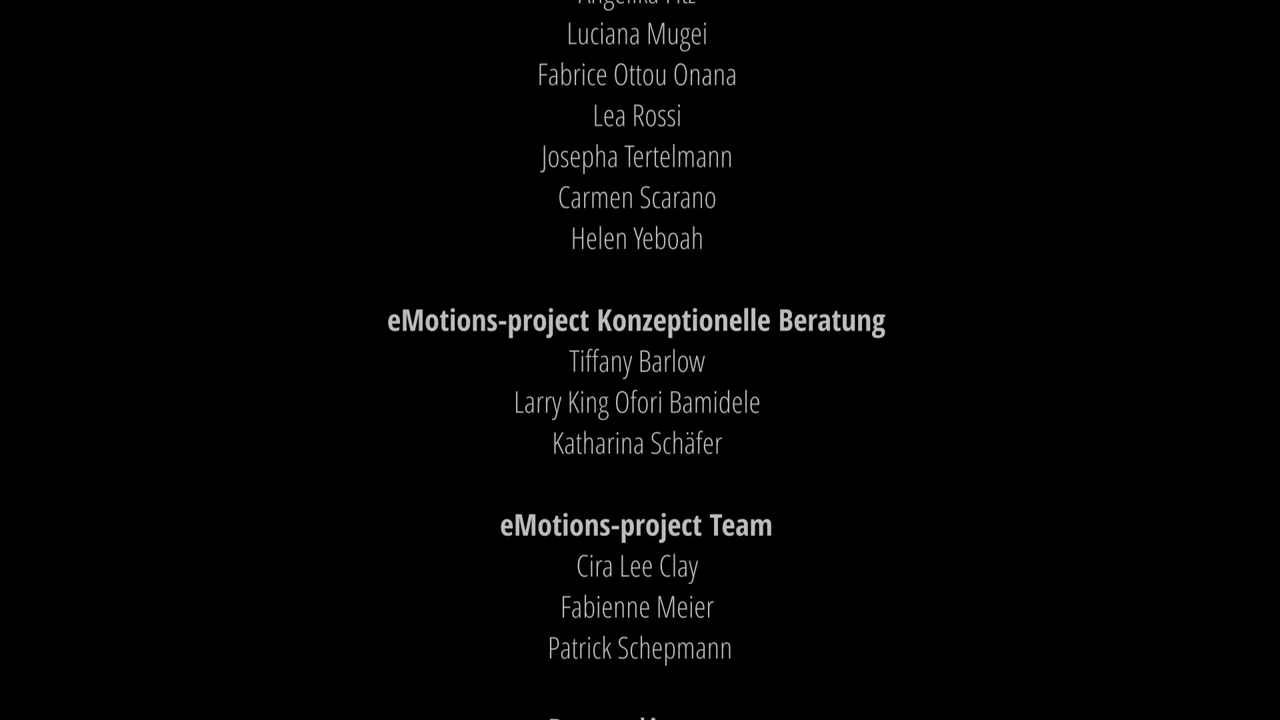 Luciana Mugei
Fabrice Ottou Onana
Lea Rossi
Josepha Tertelmann
Carmen Scarano
Helen Yeboah
eMotions-project Konzeptionelle Beratung
Tiffany Barlow
Larry King Ofori Bamidele
Katharina Schäfer
eMotions-project Team
Cira Lee Clay
Fabienne Meier
Patrick Schepmann